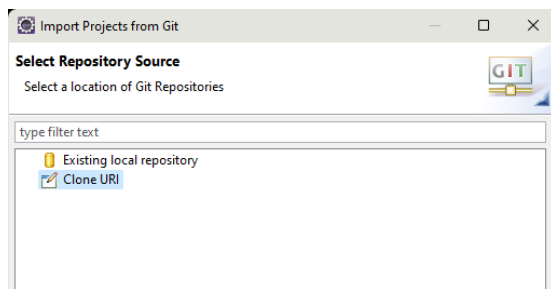 Import Projects from Git
Select Repository Source
Select a location of Git Repositories
GIT
type filter text
Existing local repository
Clone URI